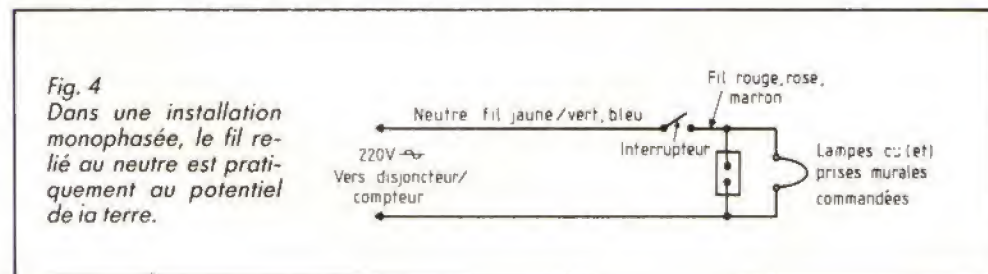 Fig. 4
Dans une installation
monophasée, le fil re-
lié au neutre est prati-
quement au potentiel
de ia terre.
Neutre fil jaune/vert, bleu
Fil rouge, rose,
marron
Interrupteur
220V
Vers disjoncteur/
compteur
Lampes (et)
prises murales
commandées